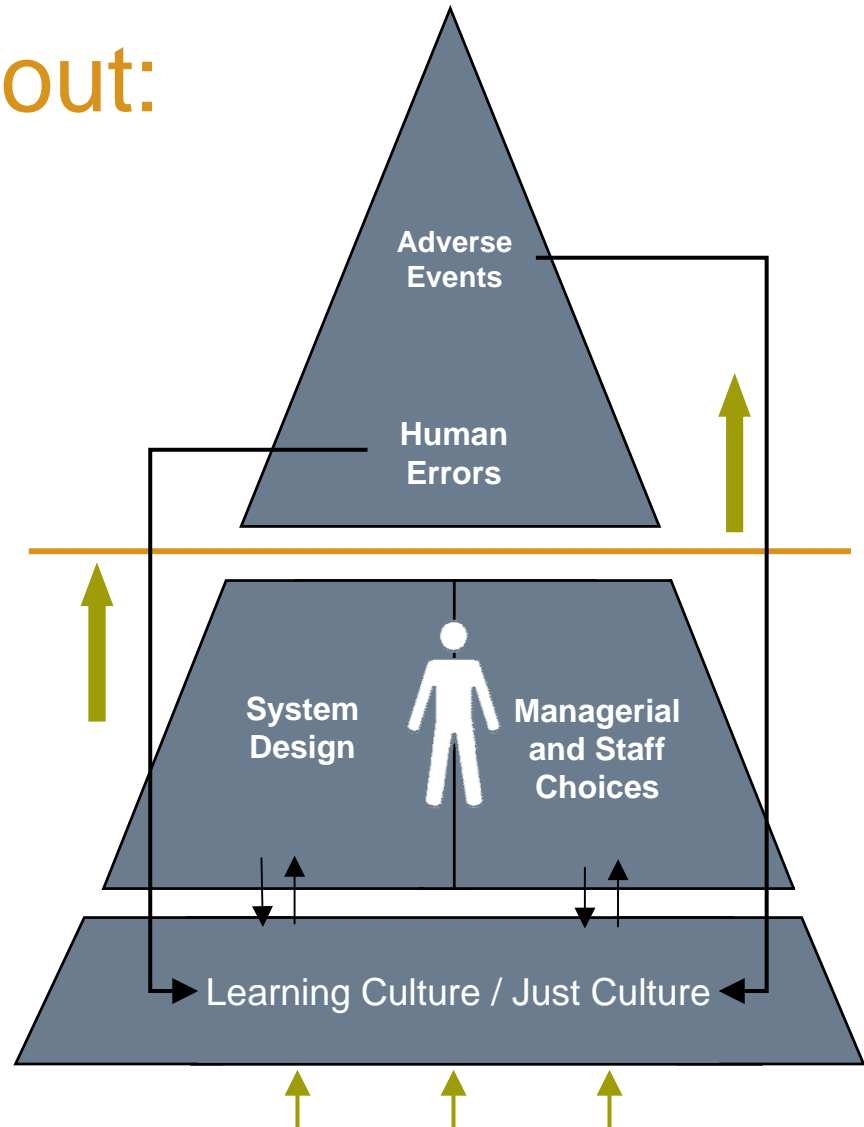 out:
Adverse
Events
Human
Errors
System
Design
Managerial
and Staff
Choices
Learning Culture / Just Culture